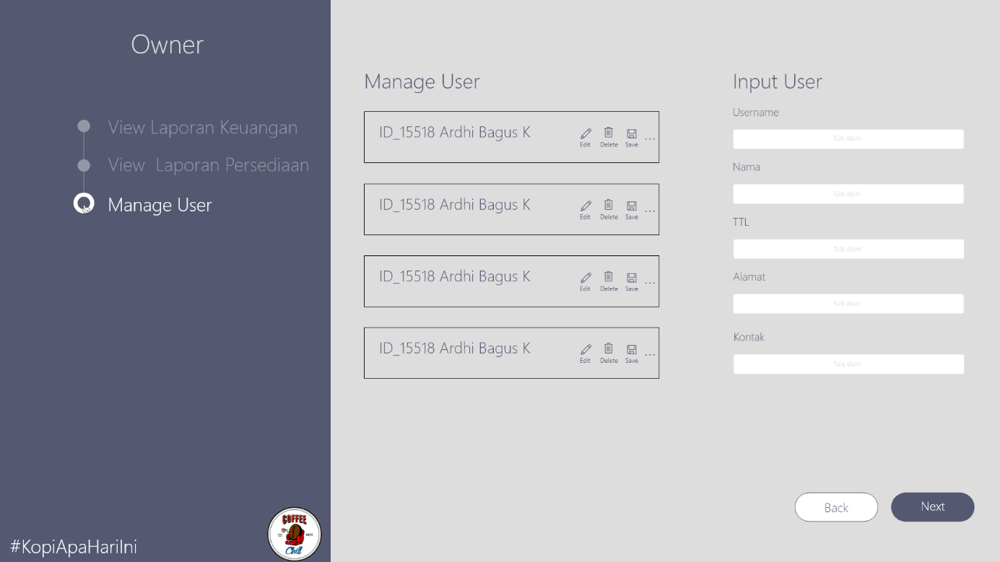 Owner
View Laporan Keuangan
View Laporan Persediaan
Manage User
#KopiApaHariIni
COFFEE
EST
Chill
Manage User
ID_15518 Ardhi Bagus K
Edit Delete Save ...
ID_15518 Ardhi Bagus K
Edit Delete Save ...
ID_15518 Ardhi Bagus K
Edit Delete Save ...
ID_15518 Ardhi Bagus K
Edit Delete Save ...
Input User
Username
Tulis disini
Nama
Tulis disini
TTL
Tulis disini
Alamat
Tulis disini
Kontak
Tulis disini
Back
Next